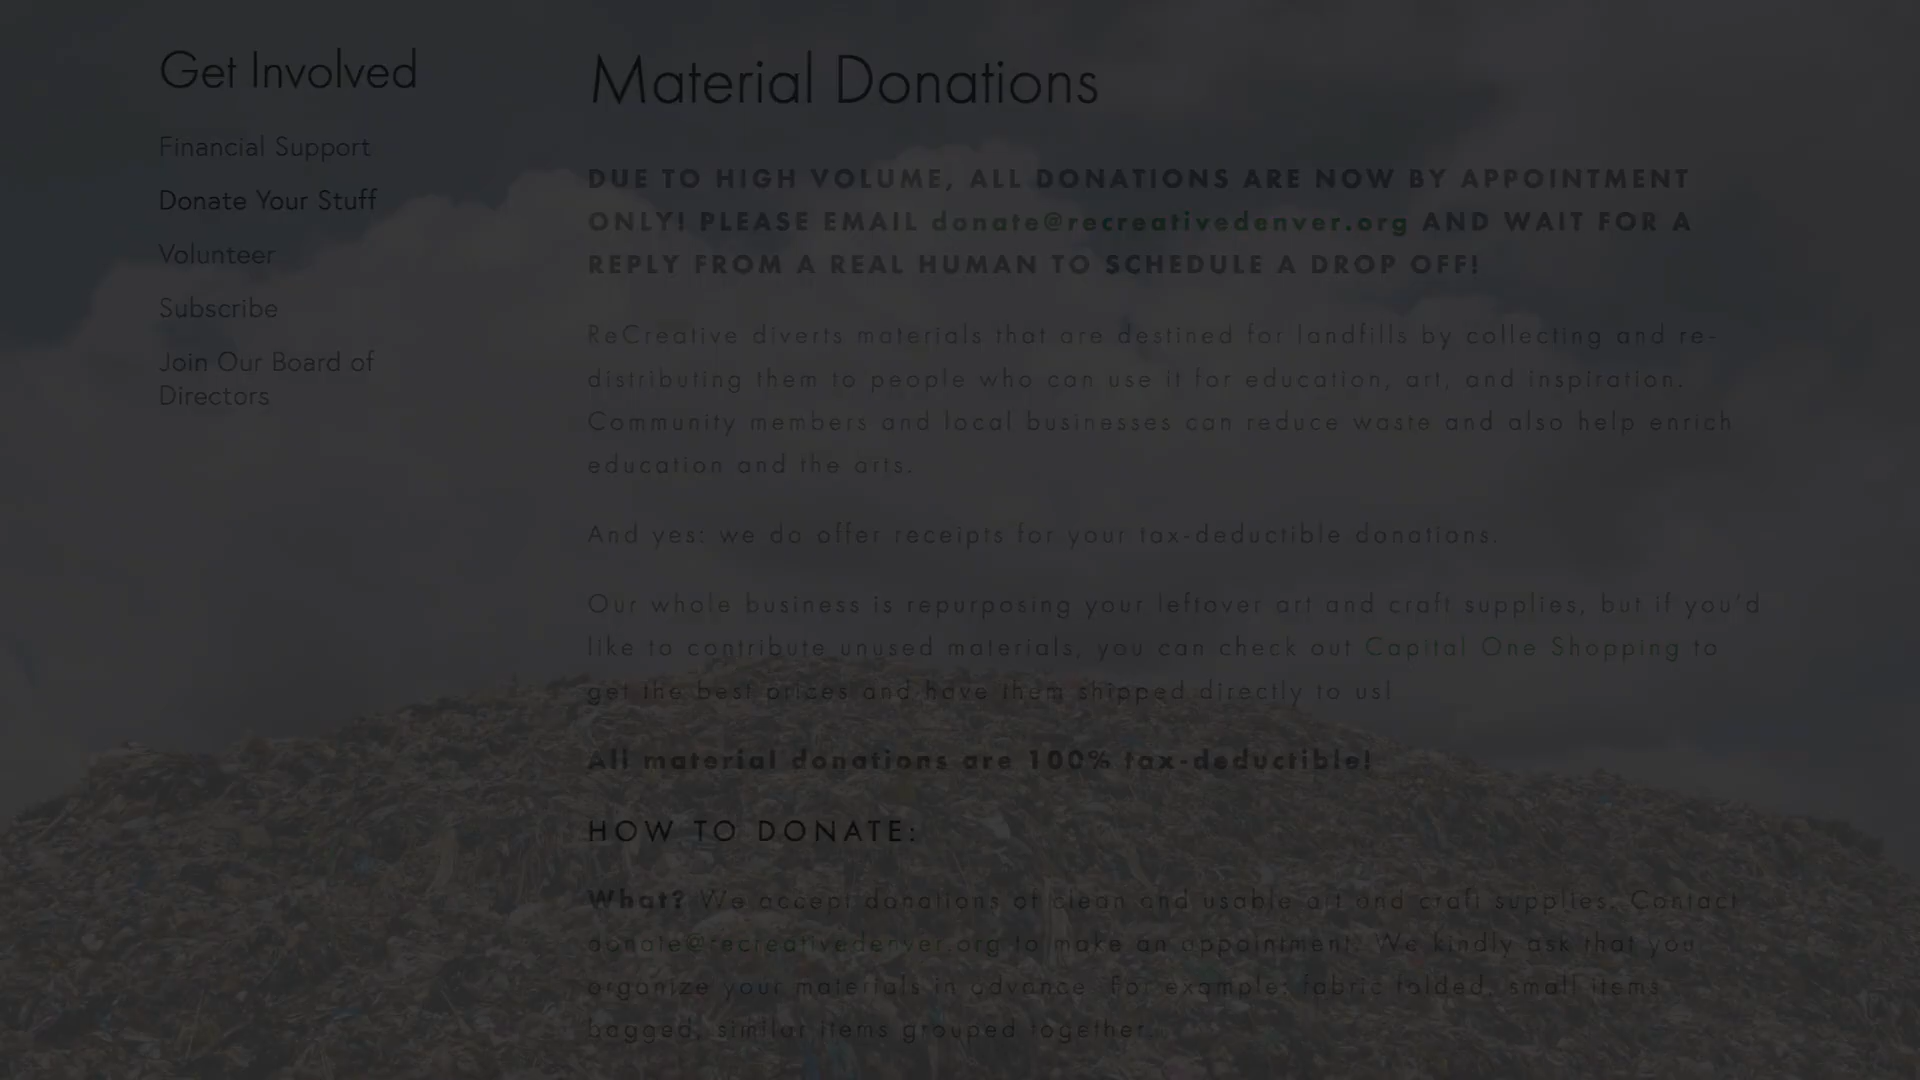 Get Involved
Financial Support
Donate Your Stuff
Volunteer
Subscribe
Join Our Board of
Directors
Material Donations
DUE TO HIGH VOLUME, ALL DONATIONS ARE NOW BY APPOINTMENT
ONLY! PLEASE EMAIL donate@recreativedenver.org AND WAIT FOR A
REPLY FROM A REAL HUMAN TO SCHEDULE A DROP OFF!
ReCreative diverts materials that are destined for landfills by collecting and re-
distributing them to people who can use it for education, art, and inspiration.
Community members and local businesses can reduce waste and also help enrich
education and the arts.
And yes: we do offer receipts for your tax-deductible donations.
Our whole business is repurposing your leftover art and craft supplies, but if you'd
like to contribute unused materials, you can check out Capital One Shopping to
get the best prizes and have them shipped directly to us!
All material donations are 100% tax-deductible!
HOW TO DONATE:
What? We accept donations of clean and usable art and craft supplies. Contact
donate@recreativedenver.org to make an appointment. We kindly ask that you
organize your materials in advance. For example: fabric folded, small items
bagged, similar items grouped together.